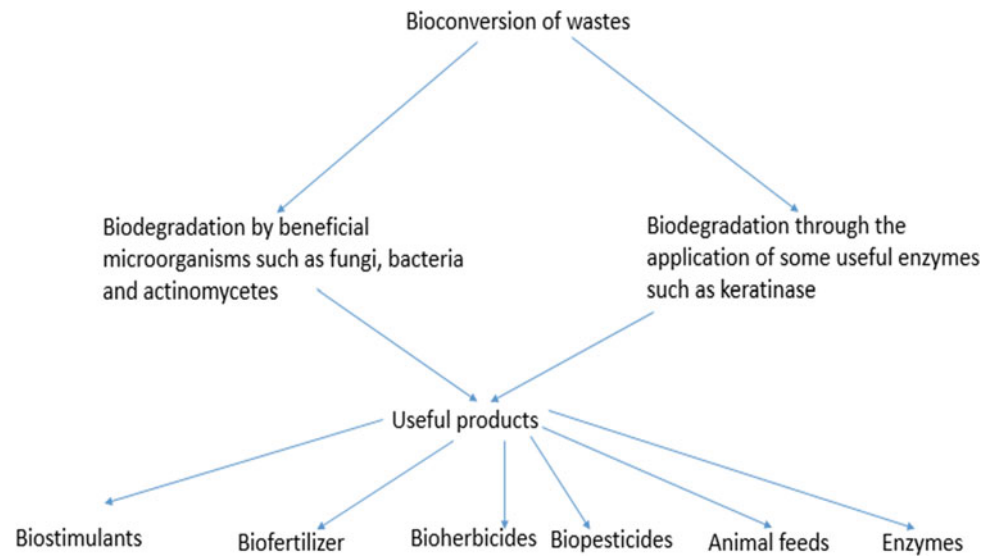 Bioconversion of wastes
Biodegradation by beneficial
microorganisms such as fungi, bacteria
and actinomycetes
Biodegradation through the
application of some useful enzymes
such as keratinase
Useful products
Biostimulants
Biofertilizer
Bioherbicides
Biopesticides
Animal feeds
Enzymes